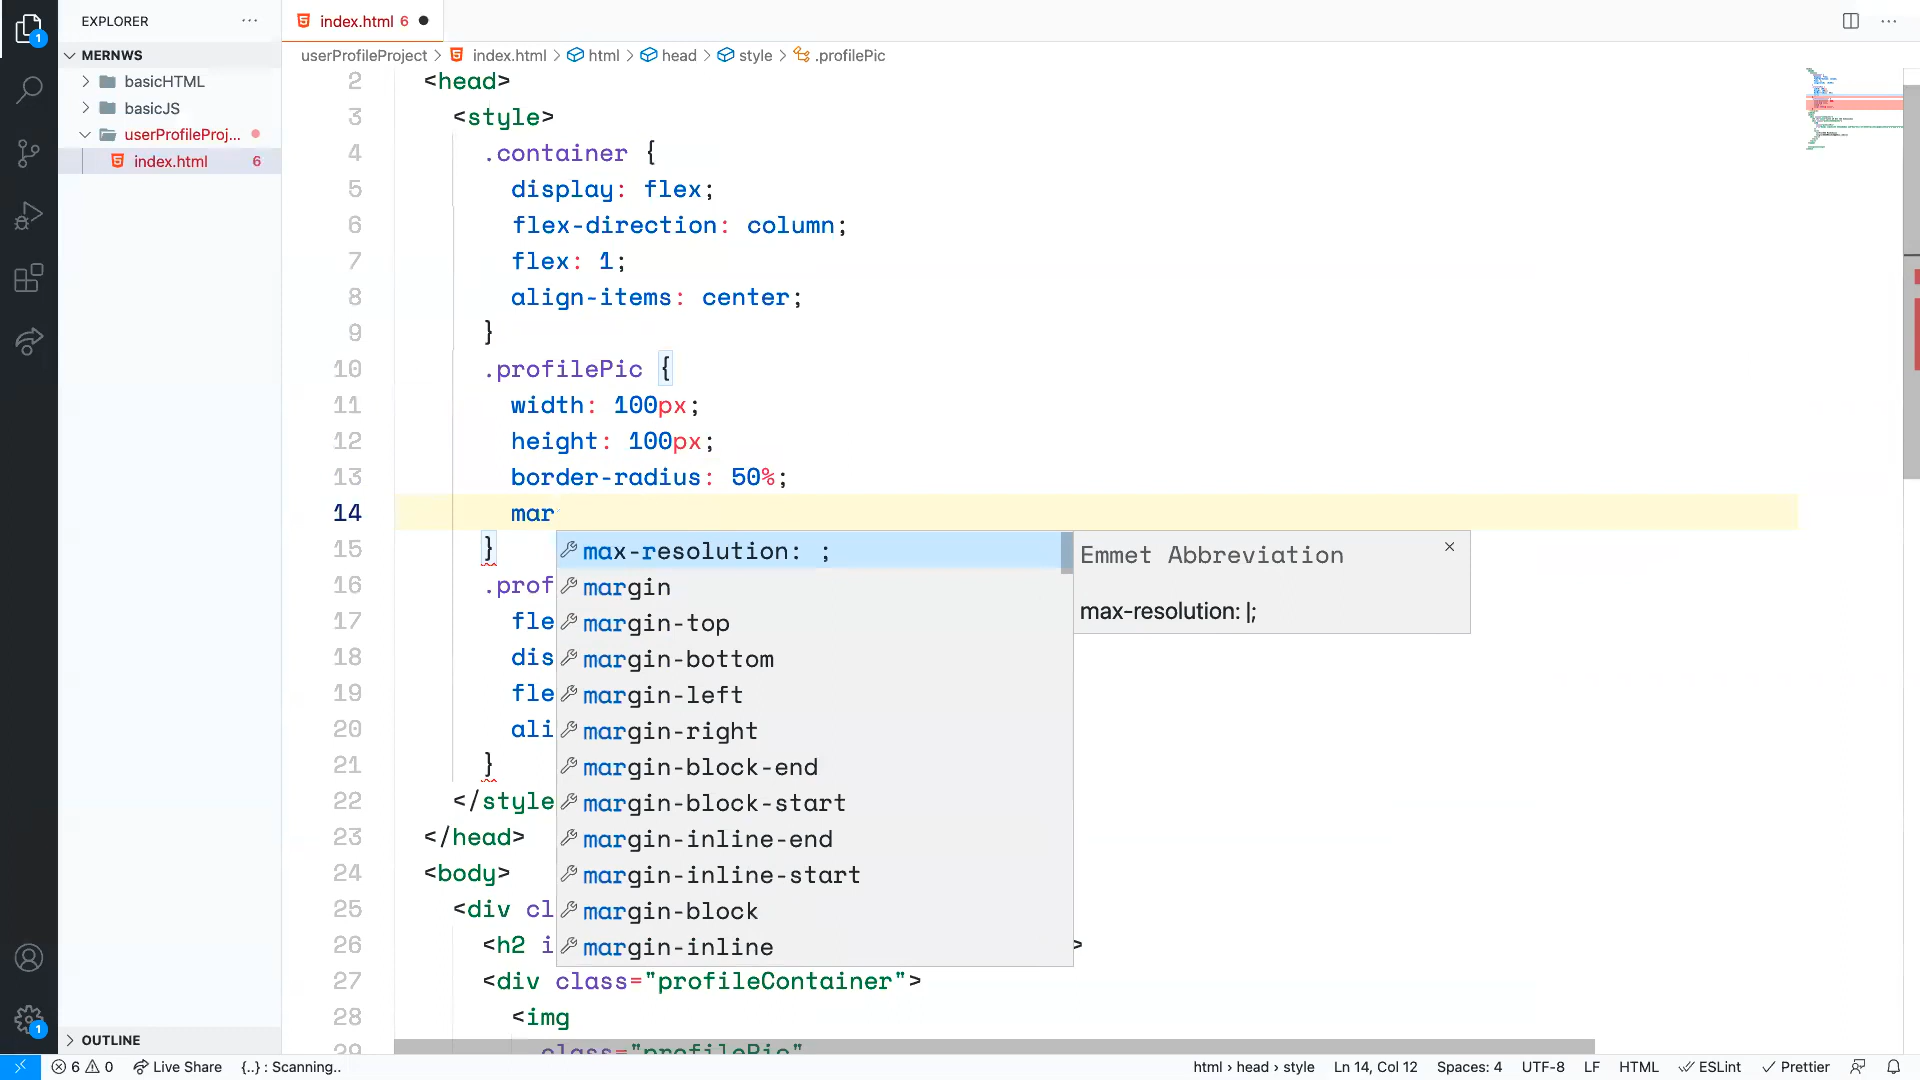 EXPLORER
···
index.html 6
···
MERNWS
userProfileProject > index.html > html > head > style > .profilePic
basicHTML
basicJS
userProfileProj...
index.html 6
2 <head>
3 <style>
4 .container {
5 display: flex;
6 flex-direction: column;
7 flex: 1;
8 align-items: center;
9 }
10 .profilePic {
11 width: 100px;
12 height: 100px;
13 border-radius: 50%;
14 mar
15 }
16 .prof
17 fle
18 dis
19 fle
20 ali
21 }
22 </style
23 </head>
24 <body>
25 <div cl
26 <h2 i >
27 <div class="profileContainer">
28 <img
29 class="profilePic"
max-resolution: ;
margin
margin-top
margin-bottom
margin-left
margin-right
margin-block-end
margin-block-start
margin-inline-end
margin-inline-start
margin-block
margin-inline
Emmet Abbreviation
max-resolution: |;
1
1
OUTLINE
6 0 Live Share {..} : Scanning.. html > head > style Ln 14, Col 12 Spaces: 4 UTF-8 LF HTML ESLint Prettier